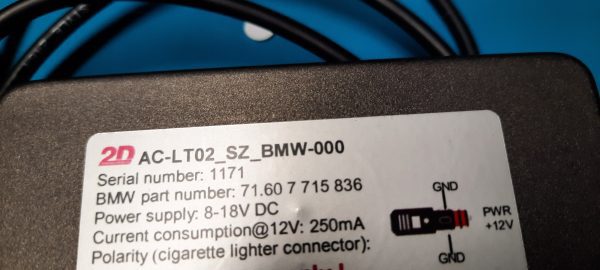 2D AC-LT02_SZ_BMW-000
Serial number: 1171
BMW part number: 71.60 7 715 836
Power supply: 8-18V DC
Current consumption@12V: 250mA
Polarity (cigarette lighter connector):
GND
PWR
+12V
GND